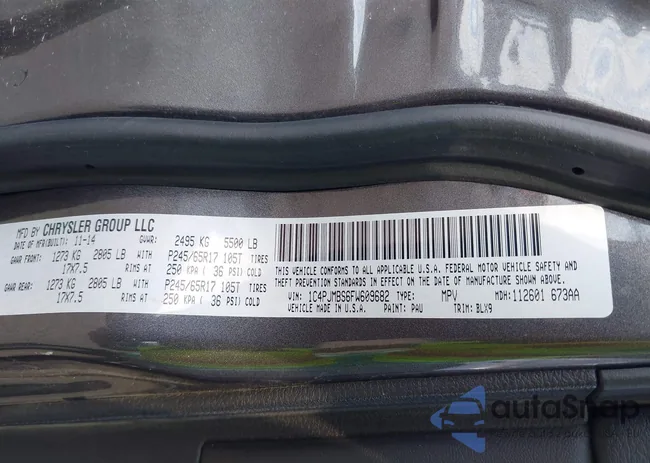 MFD BY CHRYSLER GROUP LLC
DATE OF MFR(BUILT): 11-14 GVWR: 2495 KG 5500 LB
GAWR FRONT: 1273 KG 2805 LB WITH P245/65R17 105T TIRES
17X7.5 RIMS AT 250 KPA ( 36 PSI) COLD
GAWR REAR: 1273 KG 2805 LB WITH P245/65R17 105T TIRES
17X7.5 RIMS AT 250 KPA ( 36 PSI) COLD
THIS VEHICLE CONFORMS TO ALL APPLICABLE U.S.A. FEDERAL MOTOR VEHICLE SAFETY AND
THEFT PREVENTION STANDARDS IN EFFECT ON THE DATE OF MANUFACTURE SHOWN ABOVE.
VIN: 1C4PJMBS6FW609682 TYPE: MPV MDH: 112601 673AA
VEHICLE MADE IN U.S.A. PAINT: PAU TRIM: BLX9
autoSnap